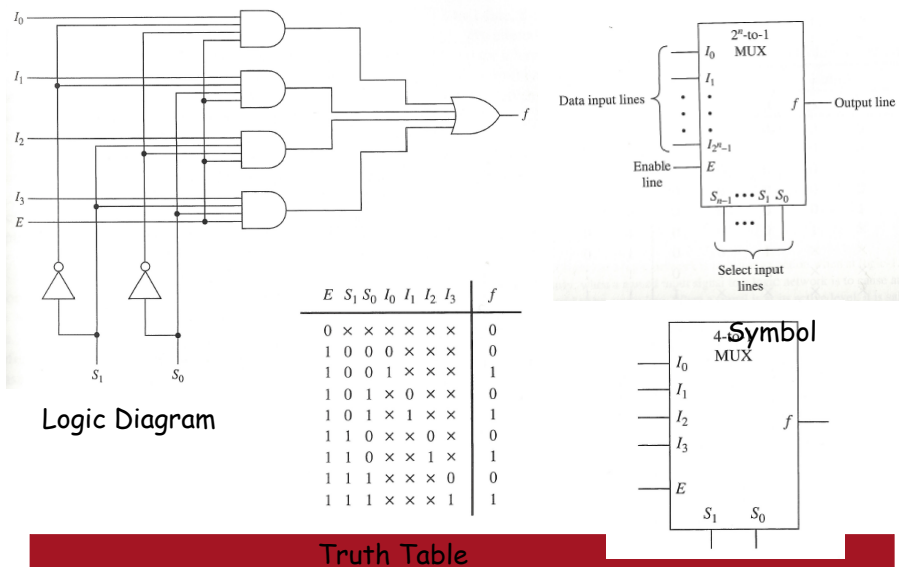 I0
I1
I2
I3
E
f
S1 S0
Logic Diagram
2ⁿ-to-1
MUX
I0
I1
I2ⁿ–1
E
f
Data input lines
Output line
Enable
line
Sn–1 ••• S1 S0
•••
Select input
lines
E S1 S0 I0 I1 I2 I3 f
0 × × × × × × 0
1 0 0 0 × × × 0
1 0 0 1 × × × 1
1 0 1 × 0 × × 0
1 0 1 × 1 × × 1
1 1 0 × × 0 × 0
1 1 0 × × 1 × 1
1 1 1 × × × 0 0
1 1 1 × × × 1 1
Symbol
4-to-1
MUX
I0
I1
I2
I3
E
f
S1 S0
Truth Table